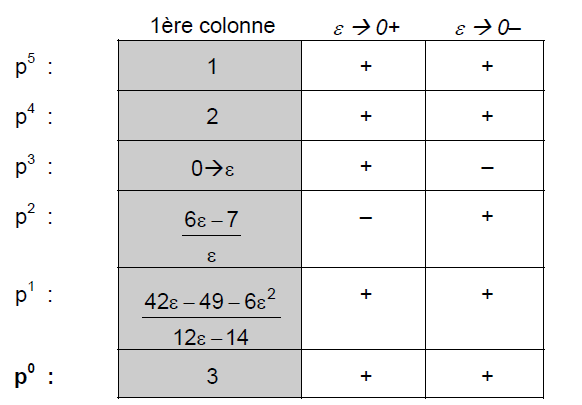 1ère colonne ε → 0+ ε → 0–
p⁵ : 1 + +
p⁴ : 2 + +
p³ : 0→ε + –
p² : (6ε – 7)/ε – +
p¹ : (42ε – 49 – 6ε²)/(12ε – 14) + +
p⁰ : 3 + +